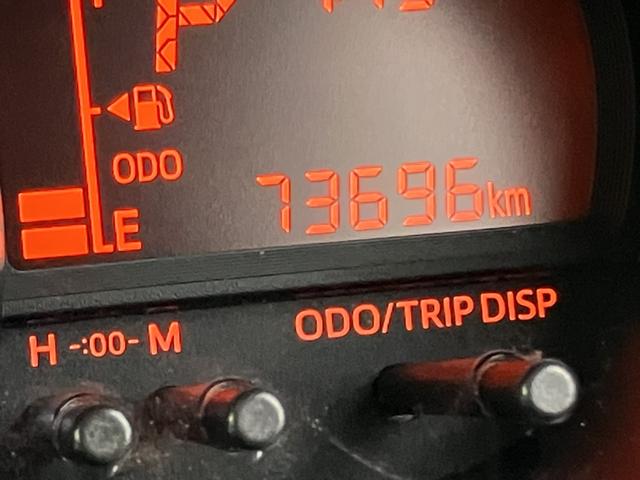 P
ODO
73696km
E
H -:00- M
ODO/TRIP DISP